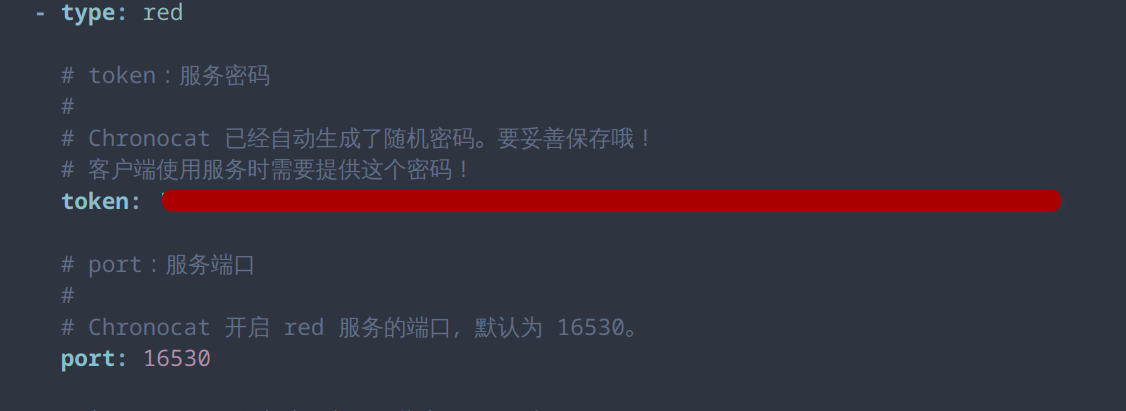 - type: red
# token：服务密码
#
# Chronocat 已经自动生成了随机密码。要妥善保存哦！
# 客户端使用服务时需要提供这个密码！
token:
# port：服务端口
#
# Chronocat 开启 red 服务的端口，默认为 16530。
port: 16530